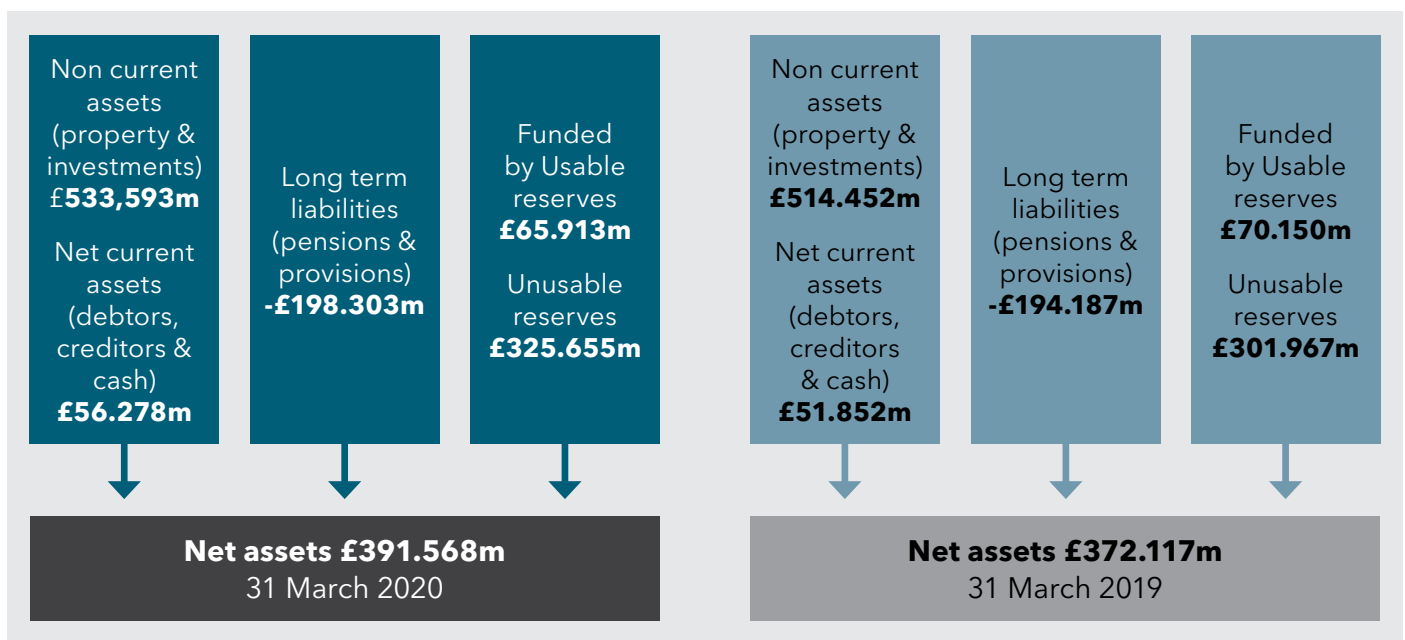 Non current
assets
(property &
investments)
£533,593m
Net current
assets
(debtors,
creditors &
cash)
£56.278m
Long term
liabilities
(pensions &
provisions)
-£198.303m
Funded
by Usable
reserves
£65.913m
Unusable
reserves
£325.655m
Net assets £391.568m
31 March 2020
Non current
assets
(property &
investments)
£514.452m
Net current
assets
(debtors,
creditors
& cash)
£51.852m
Long term
liabilities
(pensions &
provisions)
-£194.187m
Funded
by Usable
reserves
£70.150m
Unusable
reserves
£301.967m
Net assets £372.117m
31 March 2019